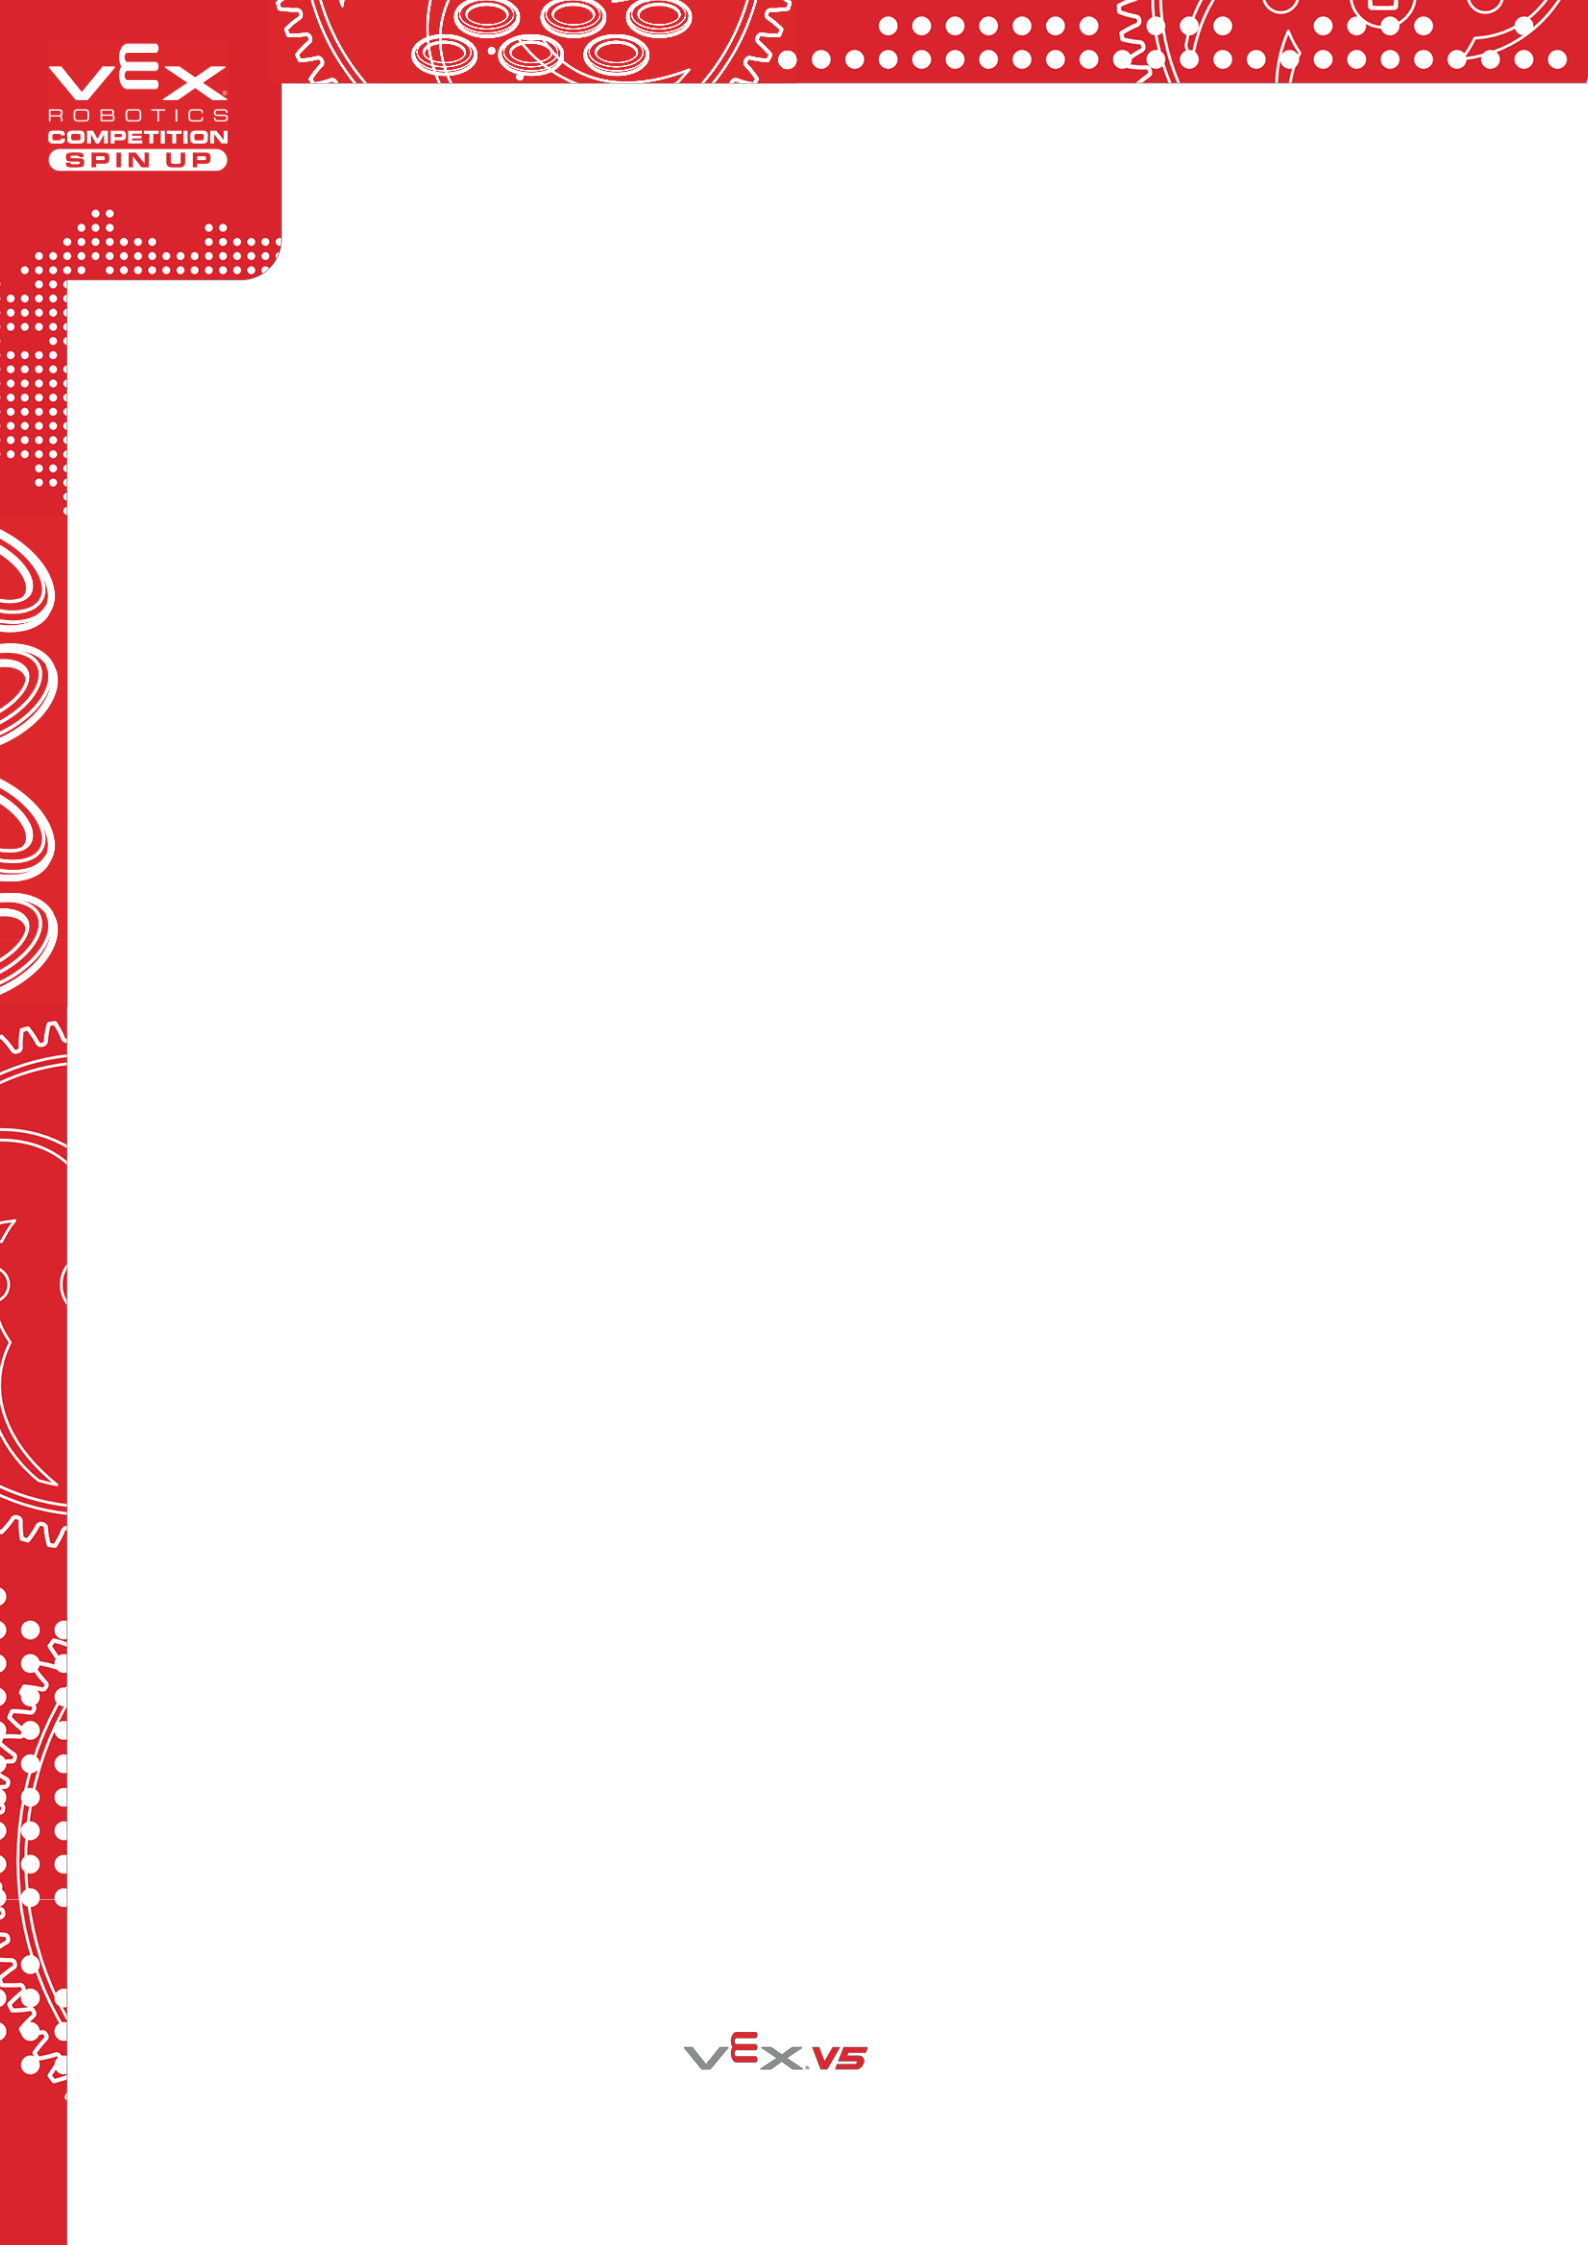 VEX
ROBOTICS
COMPETITION
SPIN UP
VEX V5